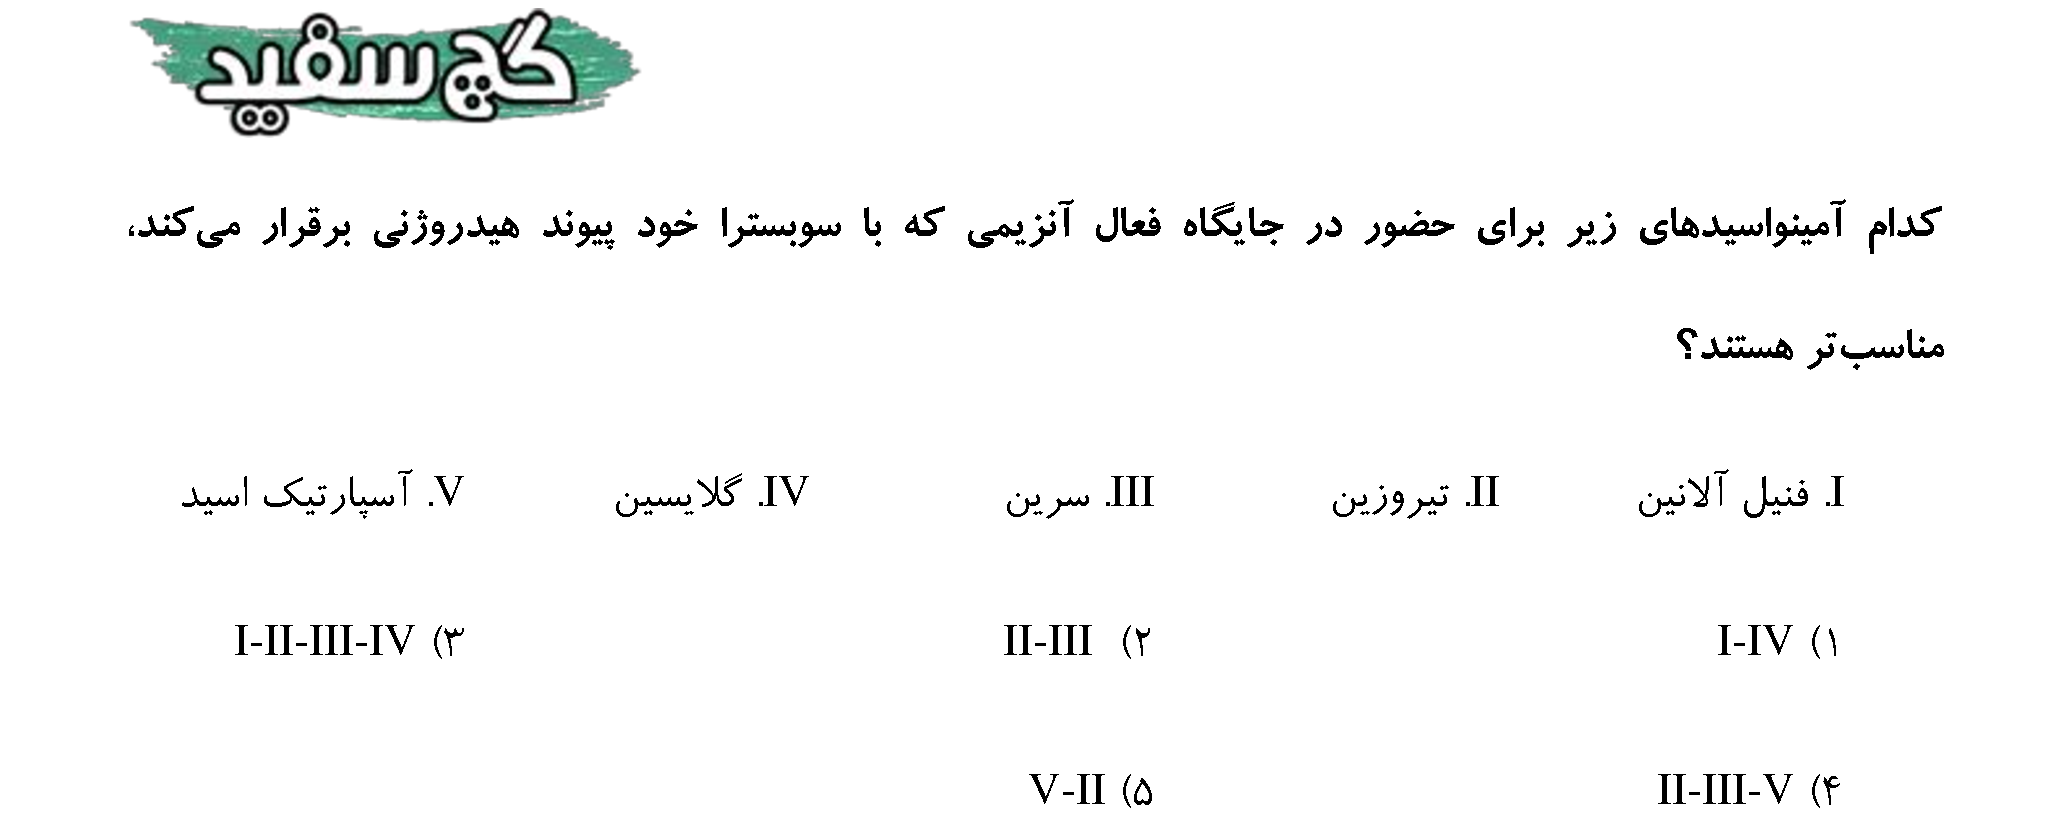 گچ سفید
کدام آمینواسیدهای زیر برای حضور در جایگاه فعال آنزیمی که با سوبسترا خود پیوند هیدروژنی برقرار می‌کند،
مناسب‌تر هستند؟
I. فنیل آلانین II. تیروزین III. سرین IV. گلایسین V. آسپارتیک اسید
۱) I-IV ۲) II-III ۳) I-II-III-IV
۴) II-III-V ۵) V-II